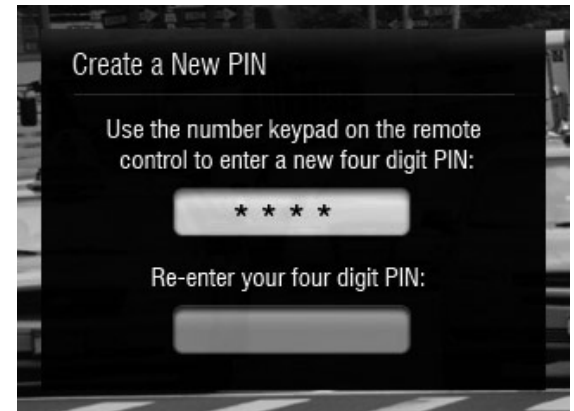 Create a New PIN
Use the number keypad on the remote
control to enter a new four digit PIN:
* * * *
Re-enter your four digit PIN: